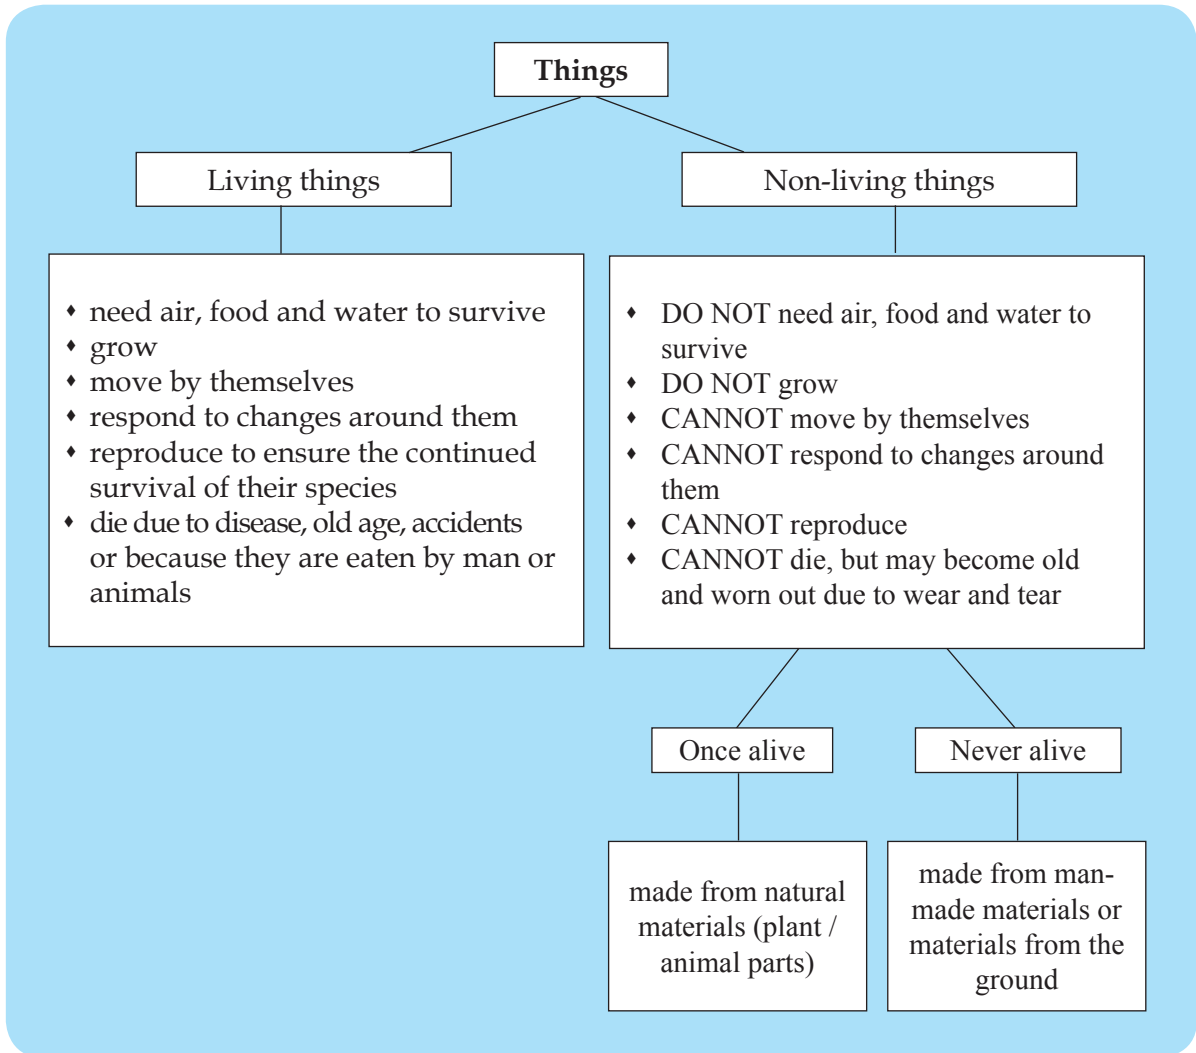 Things
Living things
Non-living things
♦ need air, food and water to survive
♦ grow
♦ move by themselves
♦ respond to changes around them
♦ reproduce to ensure the continued
survival of their species
♦ die due to disease, old age, accidents
or because they are eaten by man or
animals
♦ DO NOT need air, food and water to
survive
♦ DO NOT grow
♦ CANNOT move by themselves
♦ CANNOT respond to changes around
them
♦ CANNOT reproduce
♦ CANNOT die, but may become old
and worn out due to wear and tear
Once alive
Never alive
made from natural
materials (plant /
animal parts)
made from man-
made materials or
materials from the
ground